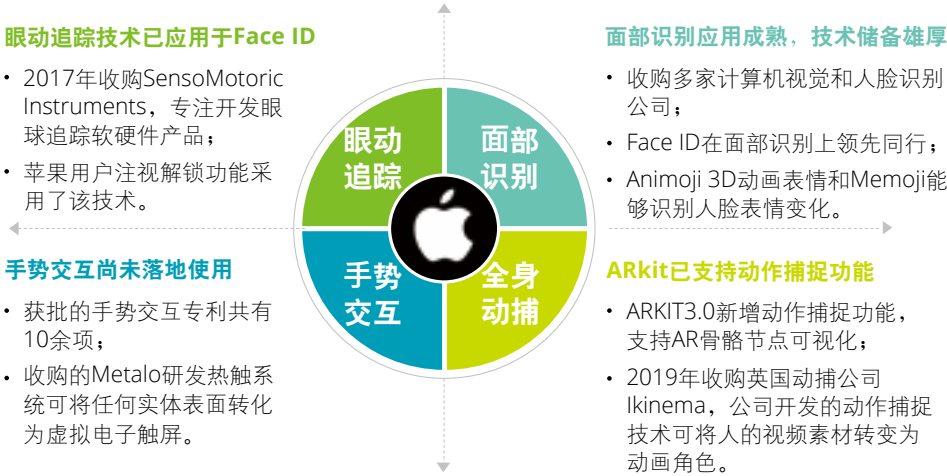 眼动追踪技术已应用于Face ID
• 2017年收购SensoMotoric
Instruments，专注开发眼
球追踪软硬件产品；
• 苹果用户注视解锁功能采
用了该技术。
面部识别应用成熟，技术储备雄厚
• 收购多家计算机视觉和人脸识别
公司；
• Face ID在面部识别上领先同行；
• Animoji 3D动画表情和Memoji能
够识别人脸表情变化。
眼动
追踪
面部
识别
手势
交互
全身
动捕
手势交互尚未落地使用
• 获批的手势交互专利共有
10余项；
• 收购的Metalo研发热触系
统可将任何实体表面转化
为虚拟电子触屏。
ARkit已支持动作捕捉功能
• ARKIT3.0新增动作捕捉功能，
支持AR骨骼节点可视化；
• 2019年收购英国动捕公司
Ikinema，公司开发的动作捕捉
技术可将人的视频素材转变为
动画角色。